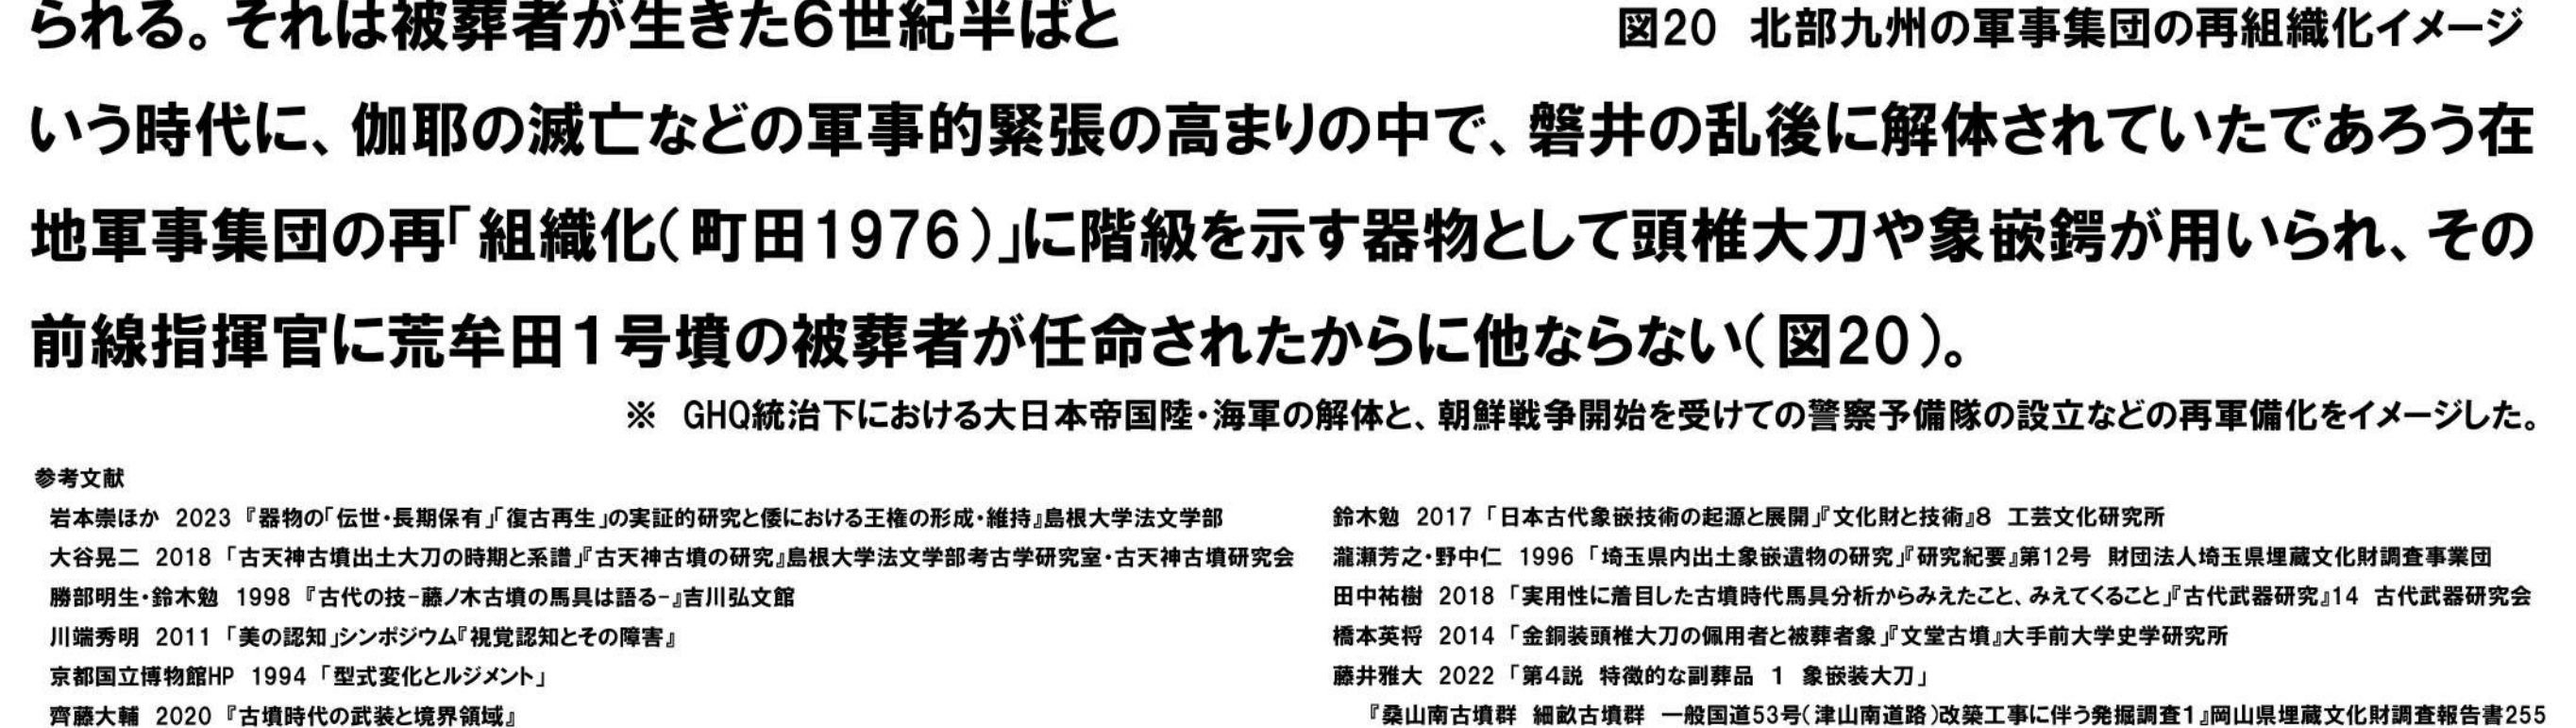 られる。それは被葬者が生きた６世紀半ばと
図20　北部九州の軍事集団の再組織化イメージ
いう時代に、伽耶の滅亡などの軍事的緊張の高まりの中で、磐井の乱後に解体されていたであろう在
地軍事集団の再「組織化（町田1976）」に階級を示す器物として頭椎大刀や象嵌鍔が用いられ、その
前線指揮官に荒牟田１号墳の被葬者が任命されたからに他ならない（図20）。
※　GHQ統治下における大日本帝国陸・海軍の解体と、朝鮮戦争開始を受けての警察予備隊の設立などの再軍備化をイメージした。
参考文献
岩本崇ほか　2023『器物の「伝世・長期保有」「復古再生」の実証的研究と倭における王権の形成・維持』島根大学法文学部
大谷晃二　2018「古天神古墳出土大刀の時期と系譜」『古天神古墳の研究』島根大学法文学部考古学研究室・古天神古墳研究会
勝部明生・鈴木勉　1998『古代の技-藤ノ木古墳の馬具は語る-』吉川弘文館
川端秀明　2011「美の認知」シンポジウム『視覚認知とその障害』
京都国立博物館HP　1994「型式変化とルジメント」
齊藤大輔　2020『古墳時代の武装と境界領域』
鈴木勉　2017「日本古代象嵌技術の起源と展開」『文化財と技術』8　工芸文化研究所
瀧瀬芳之・野中仁　1996「埼玉県内出土象嵌遺物の研究」『研究紀要』第12号　財団法人埼玉県埋蔵文化財調査事業団
田中祐樹　2018「実用性に着目した古墳時代馬具分析からみえたこと、みえてくること」『古代武器研究』14　古代武器研究会
橋本英将　2014「金銅装頭椎大刀の佩用者と被葬者象」『文堂古墳』大手前大学史学研究所
藤井雅大　2022「第4説　特徴的な副葬品　1　象嵌装大刀」
『桑山南古墳群　細畝古墳群　一般国道53号（津山南道路）改築工事に伴う発掘調査1』岡山県埋蔵文化財調査報告書255